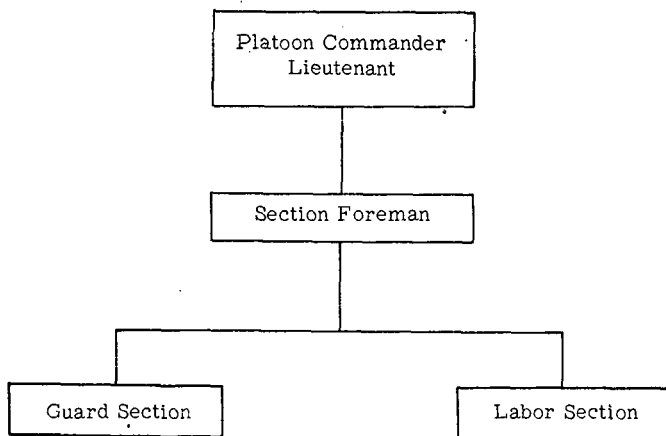 Platoon Commander
Lieutenant
Section Foreman
Guard Section
Labor Section